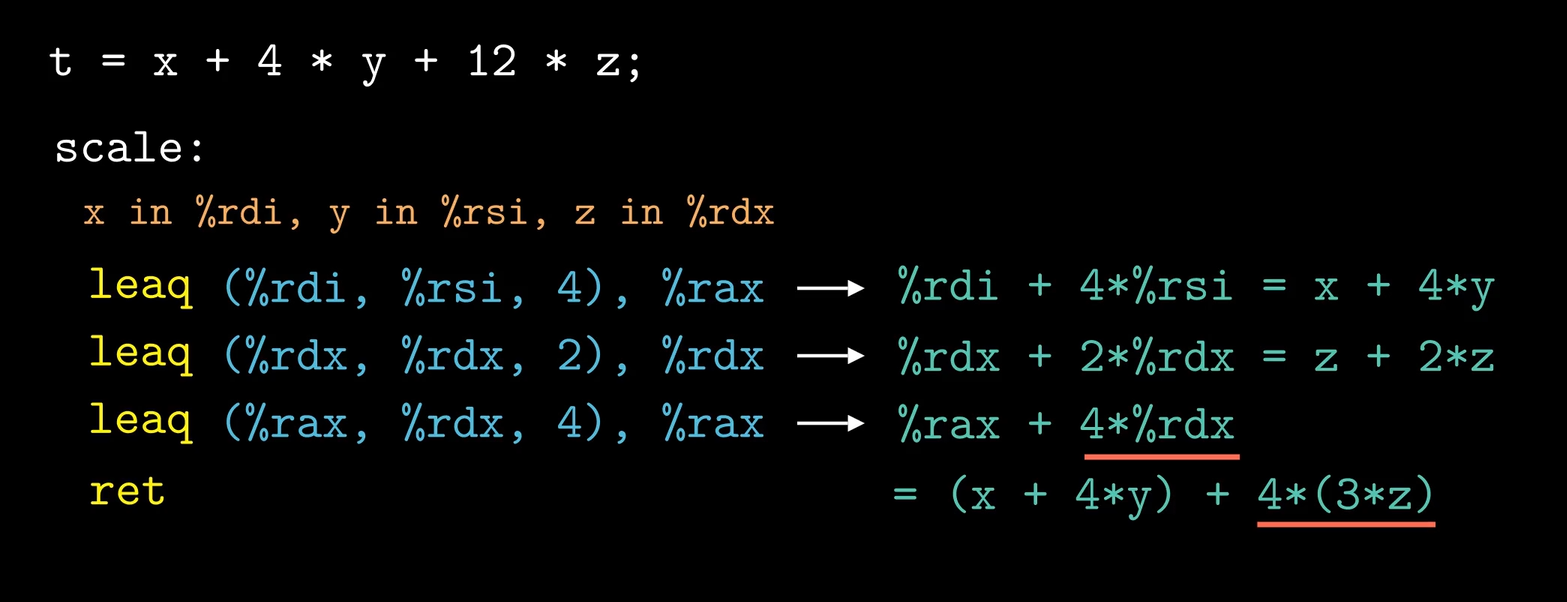 t = x + 4 * y + 12 * z;
scale:
x in %rdi, y in %rsi, z in %rdx
leaq (%rdi, %rsi, 4), %rax → %rdi + 4*%rsi = x + 4*y
leaq (%rdx, %rdx, 2), %rdx → %rdx + 2*%rdx = z + 2*z
leaq (%rax, %rdx, 4), %rax → %rax + 4*%rdx
ret = (x + 4*y) + 4*(3*z)